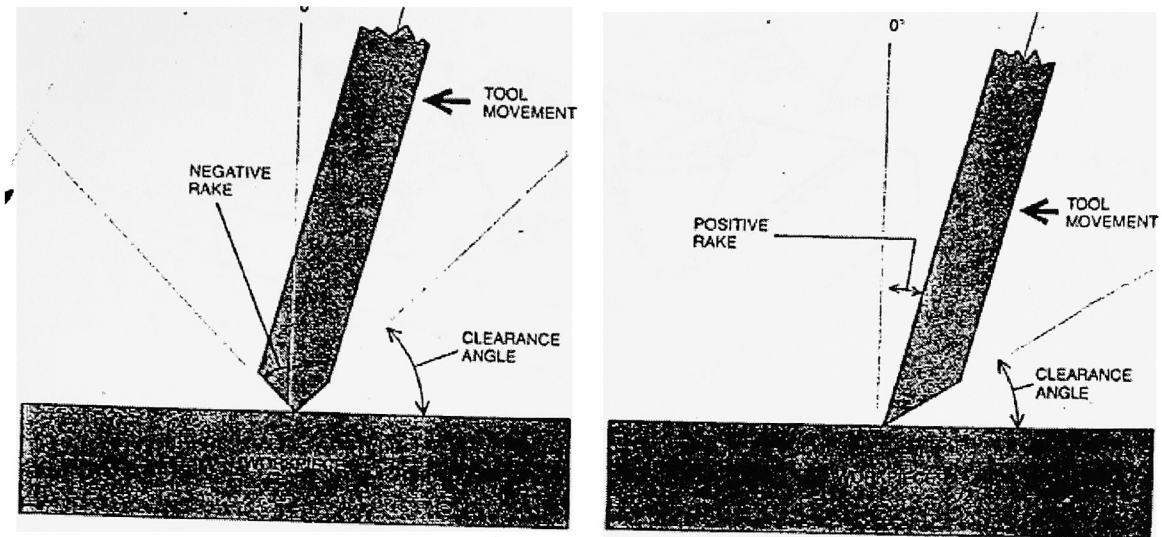 TOOL
MOVEMENT
NEGATIVE
RAKE
CLEARANCE
ANGLE
0°
TOOL
MOVEMENT
POSITIVE
RAKE
CLEARANCE
ANGLE